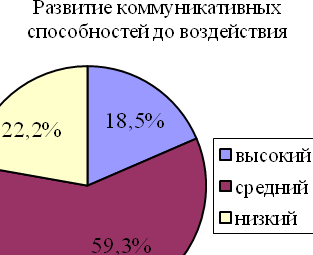 Развитие коммуникативных
способностей до воздействия
22,2%
18,5%
59,3%
высокий
средний
низкий